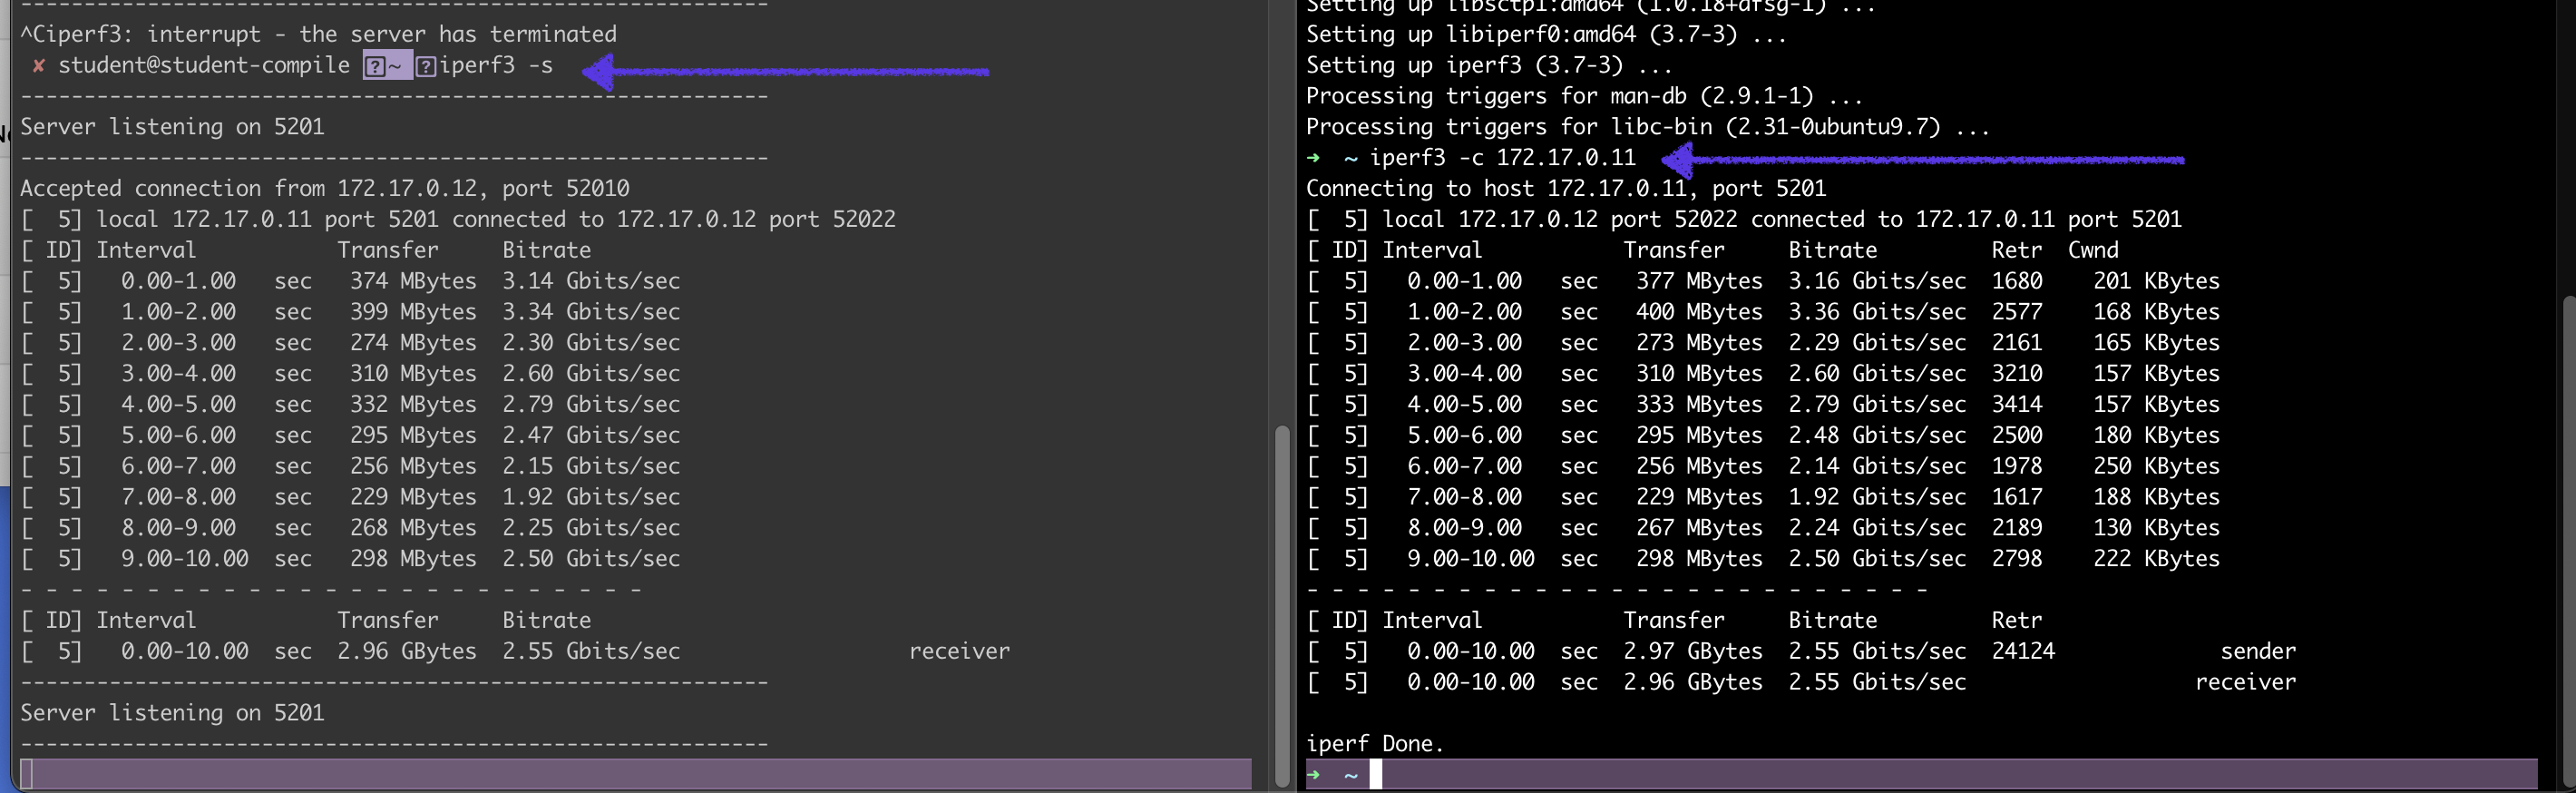 ------------------------------------------------------------
^Ciperf3: interrupt - the server has terminated
✘ student@student-compile ~ iperf3 -s
------------------------------------------------------------
Server listening on 5201
------------------------------------------------------------
Accepted connection from 172.17.0.12, port 52010
[  5] local 172.17.0.11 port 5201 connected to 172.17.0.12 port 52022
[ ID] Interval           Transfer     Bitrate
[  5]   0.00-1.00   sec   374 MBytes  3.14 Gbits/sec
[  5]   1.00-2.00   sec   399 MBytes  3.34 Gbits/sec
[  5]   2.00-3.00   sec   274 MBytes  2.30 Gbits/sec
[  5]   3.00-4.00   sec   310 MBytes  2.60 Gbits/sec
[  5]   4.00-5.00   sec   332 MBytes  2.79 Gbits/sec
[  5]   5.00-6.00   sec   295 MBytes  2.47 Gbits/sec
[  5]   6.00-7.00   sec   256 MBytes  2.15 Gbits/sec
[  5]   7.00-8.00   sec   229 MBytes  1.92 Gbits/sec
[  5]   8.00-9.00   sec   268 MBytes  2.25 Gbits/sec
[  5]   9.00-10.00  sec   298 MBytes  2.50 Gbits/sec
- - - - - - - - - - - - - - - - - - - - - - - - -
[ ID] Interval           Transfer     Bitrate
[  5]   0.00-10.00  sec  2.96 GBytes  2.55 Gbits/sec                  receiver
------------------------------------------------------------
Server listening on 5201
------------------------------------------------------------
Setting up libsctp1:amd64 (1.0.18+dfsg-1) ...
Setting up libiperf0:amd64 (3.7-3) ...
Setting up iperf3 (3.7-3) ...
Processing triggers for man-db (2.9.1-1) ...
Processing triggers for libc-bin (2.31-0ubuntu9.7) ...
➜  ~ iperf3 -c 172.17.0.11
Connecting to host 172.17.0.11, port 5201
[  5] local 172.17.0.12 port 52022 connected to 172.17.0.11 port 5201
[ ID] Interval           Transfer     Bitrate         Retr  Cwnd
[  5]   0.00-1.00   sec   377 MBytes  3.16 Gbits/sec  1680    201 KBytes
[  5]   1.00-2.00   sec   400 MBytes  3.36 Gbits/sec  2577    168 KBytes
[  5]   2.00-3.00   sec   273 MBytes  2.29 Gbits/sec  2161    165 KBytes
[  5]   3.00-4.00   sec   310 MBytes  2.60 Gbits/sec  3210    157 KBytes
[  5]   4.00-5.00   sec   333 MBytes  2.79 Gbits/sec  3414    157 KBytes
[  5]   5.00-6.00   sec   295 MBytes  2.48 Gbits/sec  2500    180 KBytes
[  5]   6.00-7.00   sec   256 MBytes  2.14 Gbits/sec  1978    250 KBytes
[  5]   7.00-8.00   sec   229 MBytes  1.92 Gbits/sec  1617    188 KBytes
[  5]   8.00-9.00   sec   267 MBytes  2.24 Gbits/sec  2189    130 KBytes
[  5]   9.00-10.00  sec   298 MBytes  2.50 Gbits/sec  2798    222 KBytes
- - - - - - - - - - - - - - - - - - - - - - - - -
[ ID] Interval           Transfer     Bitrate         Retr
[  5]   0.00-10.00  sec  2.97 GBytes  2.55 Gbits/sec  24124             sender
[  5]   0.00-10.00  sec  2.96 GBytes  2.55 Gbits/sec                  receiver
iperf Done.
➜  ~